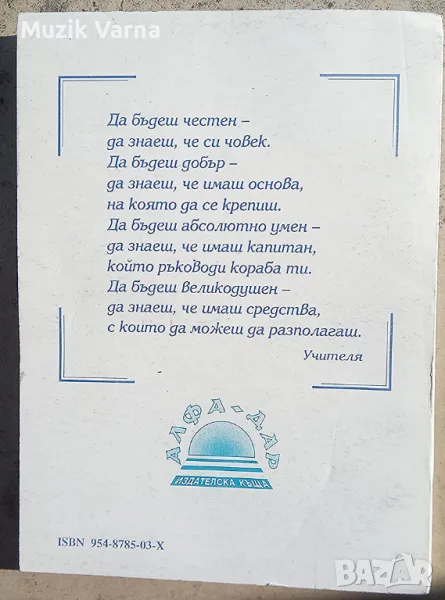 Muzik Varna
Да бъдеш честен –
да знаеш, че си човек.
Да бъдеш добър –
да знаеш, че имаш основа,
на която да се крепиш.
Да бъдеш абсолютно умен –
да знаеш, че имаш капитан,
който ръководи кораба ти.
Да бъдеш великодушен –
да знаеш, че имаш средства,
с които да можеш да разполагаш.
Учителя
АЛФА-ДАР
ИЗДАТЕЛСКА КЪЩА
ISBN 954-8785-03-X
BAZAR